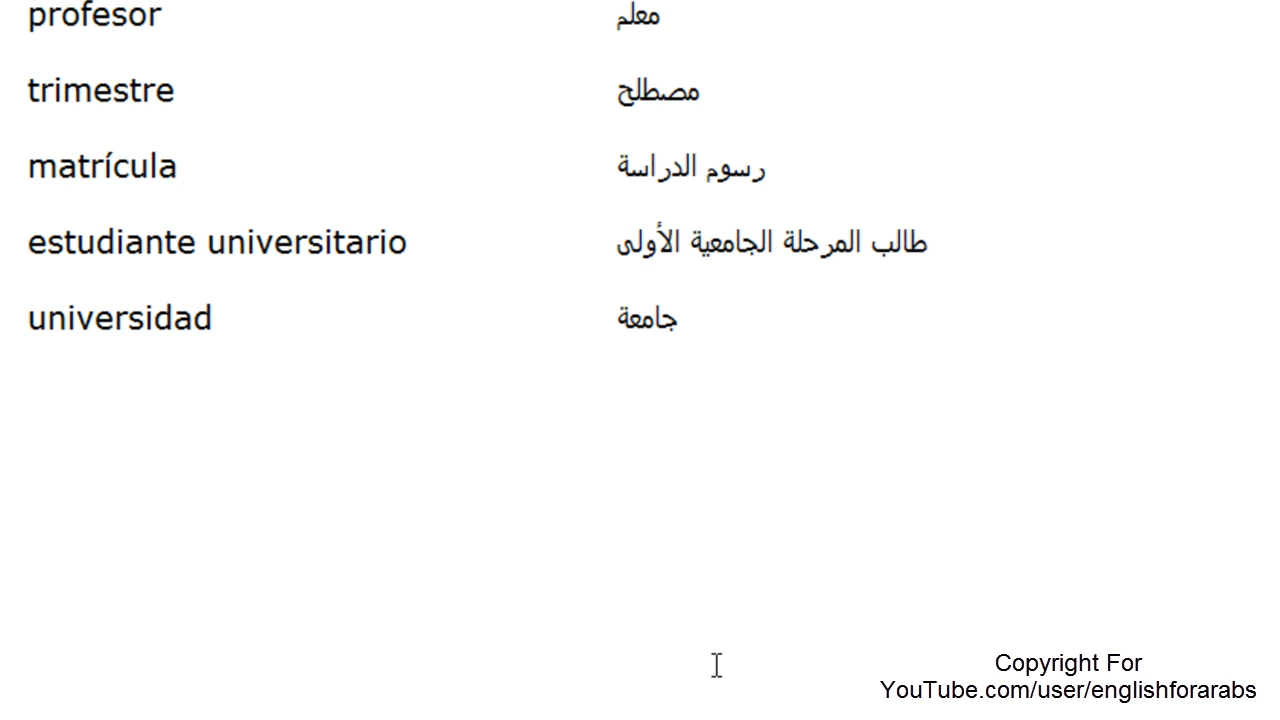 profesor معلم
trimestre مصطلح
matrícula رسوم الدراسة
estudiante universitario طالب المرحلة الجامعية الأولى
universidad جامعة
Copyright For
YouTube.com/user/englishforarabs